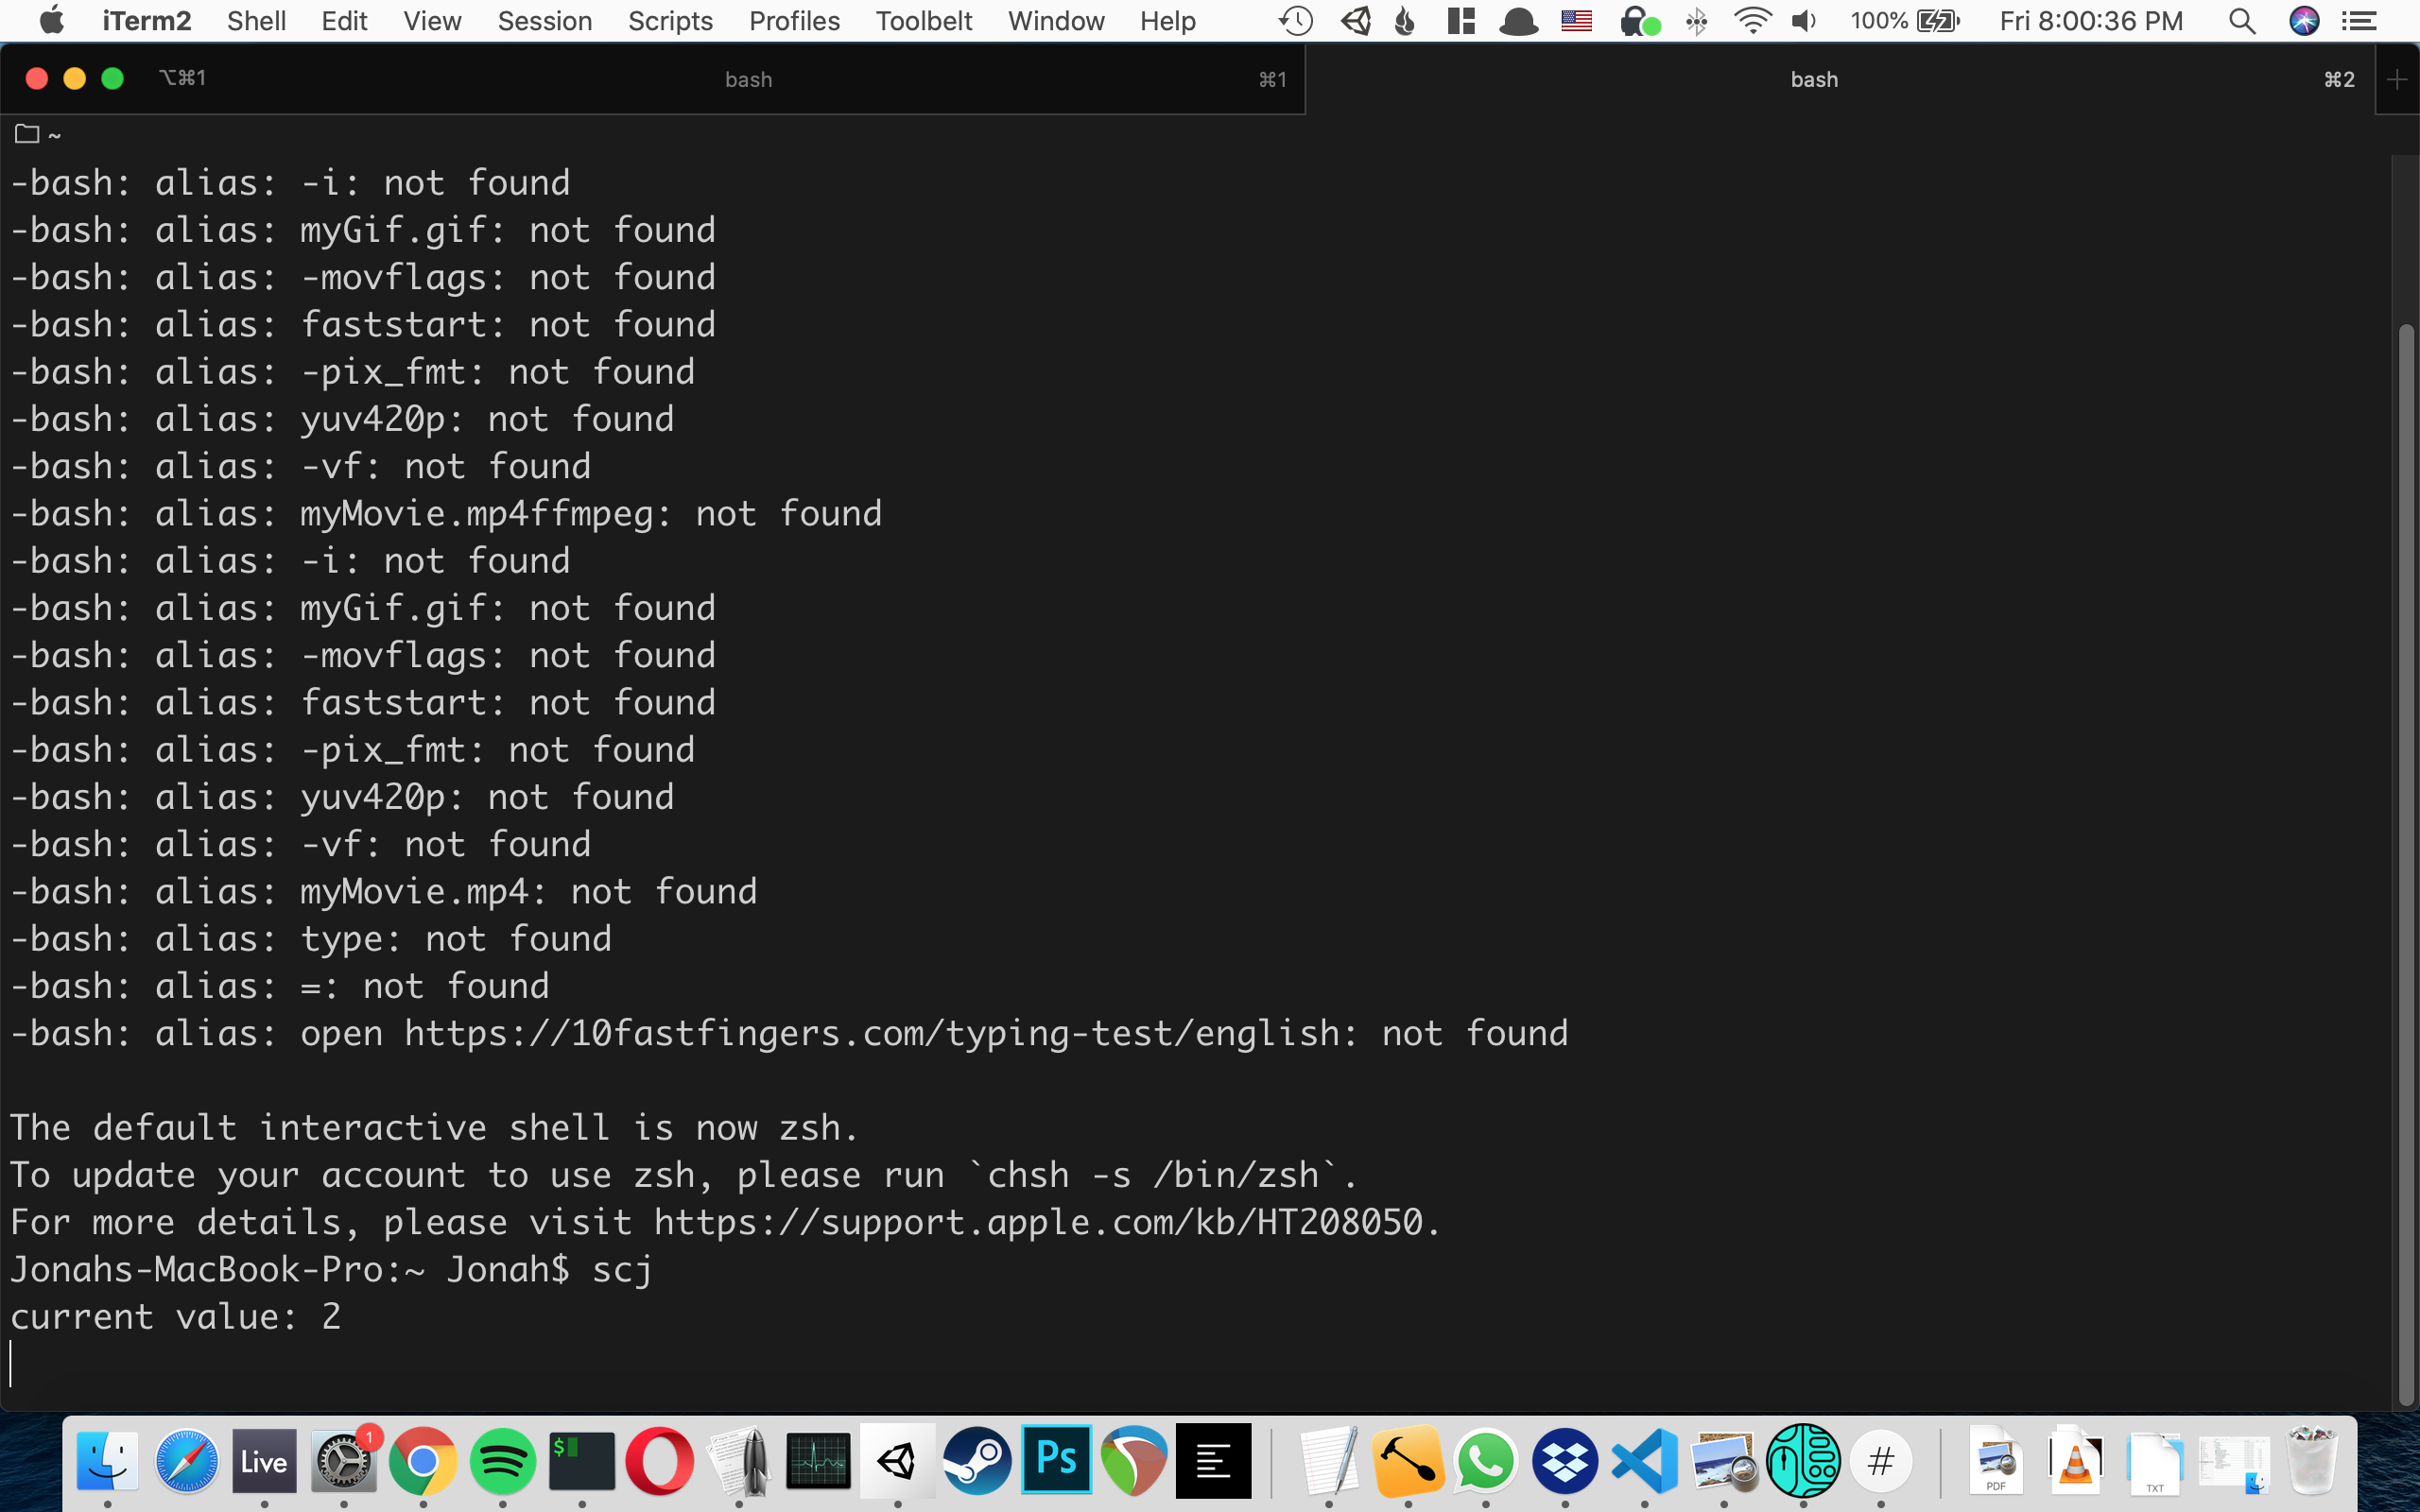 iTerm2 Shell Edit View Session Scripts Profiles Toolbelt Window Help 100% Fri 8:00:36 PM
⌥⌘1 bash ⌘1 bash ⌘2 +
~
-bash: alias: -i: not found
-bash: alias: myGif.gif: not found
-bash: alias: -movflags: not found
-bash: alias: faststart: not found
-bash: alias: -pix_fmt: not found
-bash: alias: yuv420p: not found
-bash: alias: -vf: not found
-bash: alias: myMovie.mp4ffmpeg: not found
-bash: alias: -i: not found
-bash: alias: myGif.gif: not found
-bash: alias: -movflags: not found
-bash: alias: faststart: not found
-bash: alias: -pix_fmt: not found
-bash: alias: yuv420p: not found
-bash: alias: -vf: not found
-bash: alias: myMovie.mp4: not found
-bash: alias: type: not found
-bash: alias: =: not found
-bash: alias: open https://10fastfingers.com/typing-test/english: not found
The default interactive shell is now zsh.
To update your account to use zsh, please run `chsh -s /bin/zsh`.
For more details, please visit https://support.apple.com/kb/HT208050.
Jonahs-MacBook-Pro:~ Jonah$ scj
current value: 2
Live 1 $ Ps # PDF TXT